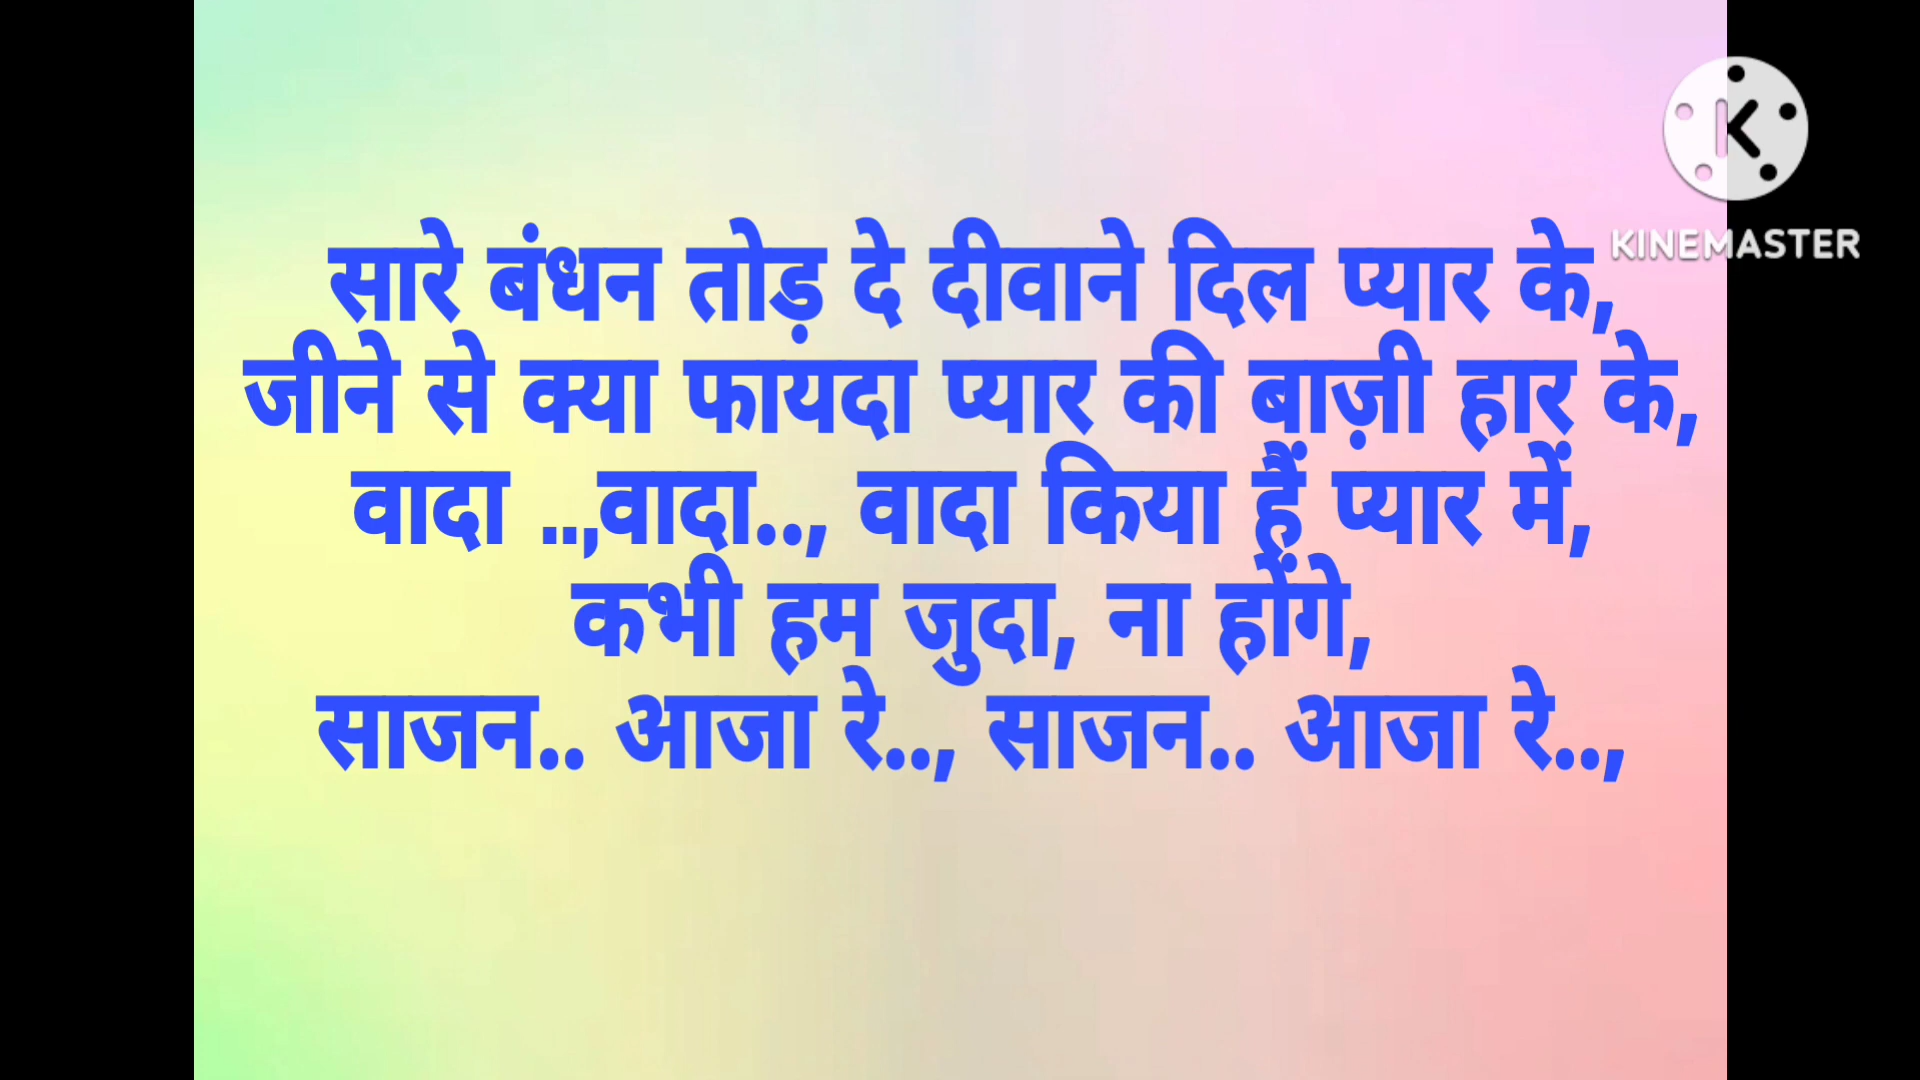 सारे बंधन तोड़ दे दीवाने दिल प्यार के,
जीने से क्या फायदा प्यार की बाज़ी हार के,
वादा ..,वादा.., वादा किया हैं प्यार में,
कभी हम जुदा, ना होंगे,
साजन.. आजा रे.., साजन.. आजा रे..,
K
KINEMASTER